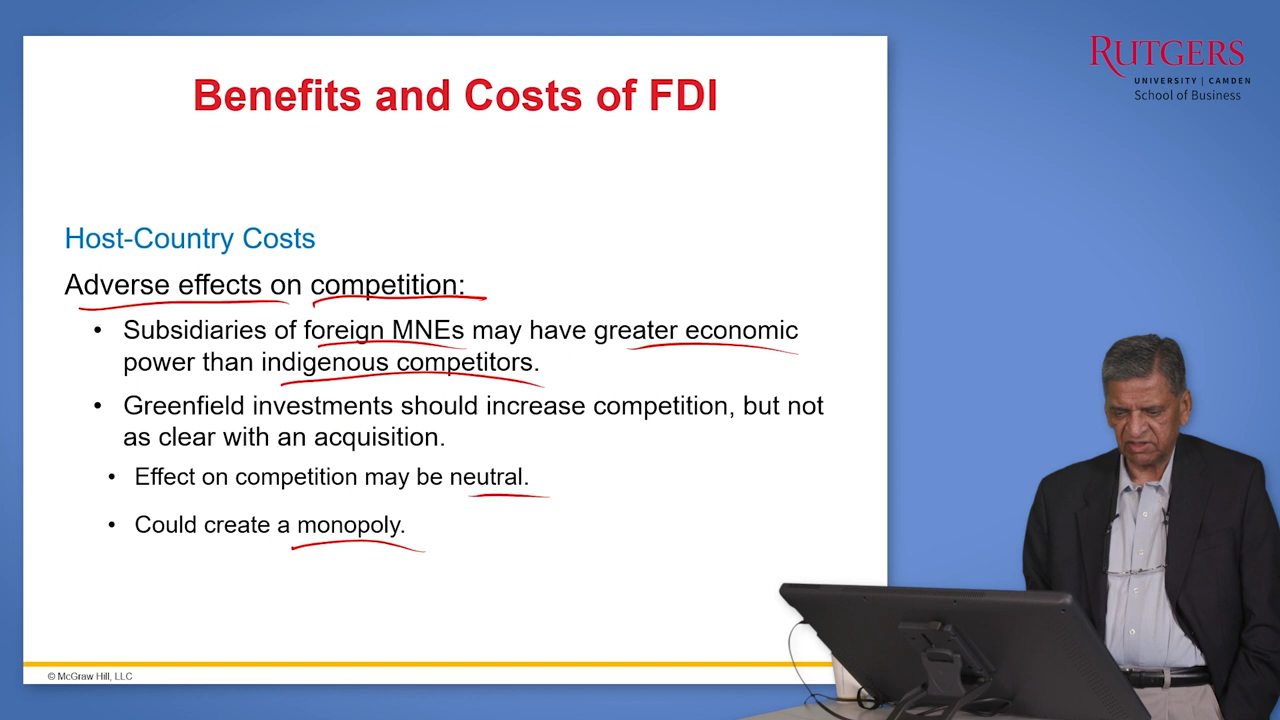 RUTGERS
UNIVERSITY | CAMDEN
School of Business
Benefits and Costs of FDI
Host-Country Costs
Adverse effects on competition:
• Subsidiaries of foreign MNEs may have greater economic
power than indigenous competitors.
• Greenfield investments should increase competition, but not
as clear with an acquisition.
• Effect on competition may be neutral.
• Could create a monopoly.
© McGraw Hill, LLC